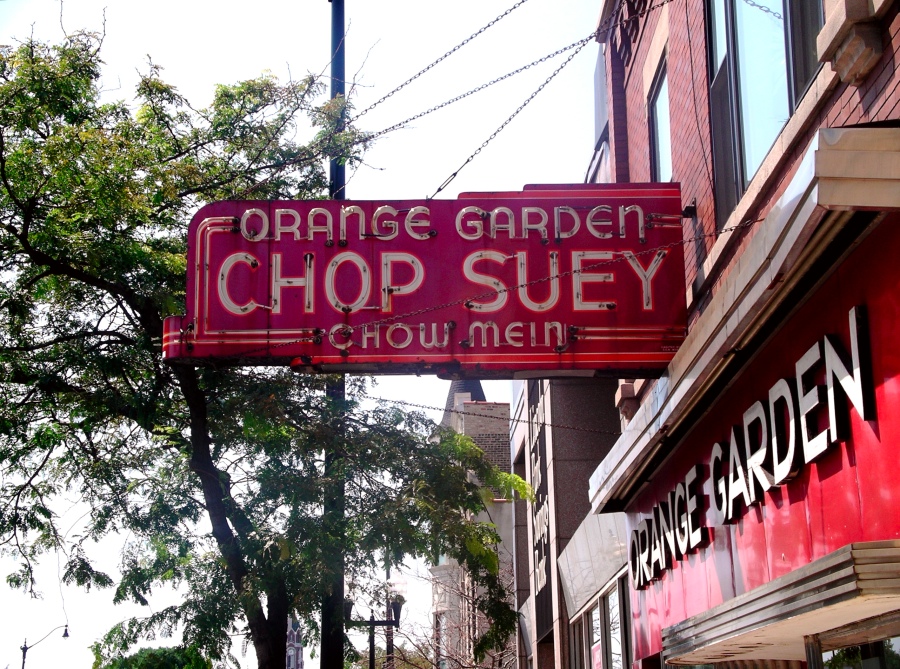 ORANGE GARDEN
CHOP SUEY
CHOW MEIN
ORANGE GARDEN